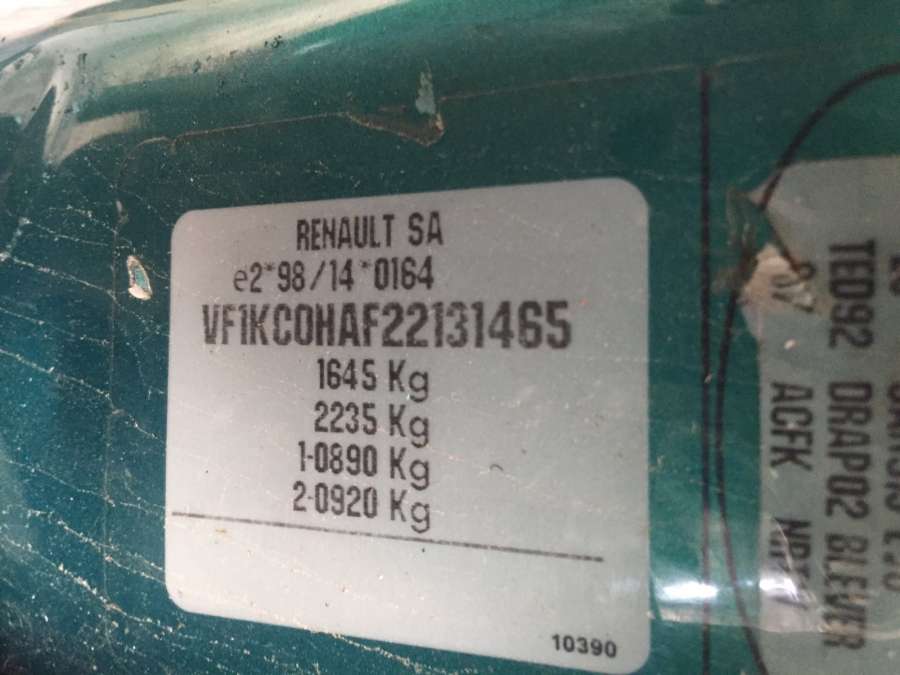 RENAULT SA
e2*98/14*0164
VF1KC0HAF22131465
1645 Kg
2235 Kg
1-0890 Kg
2-0920 Kg
10390
TED92 DRAP02 BLEVER
ACFK